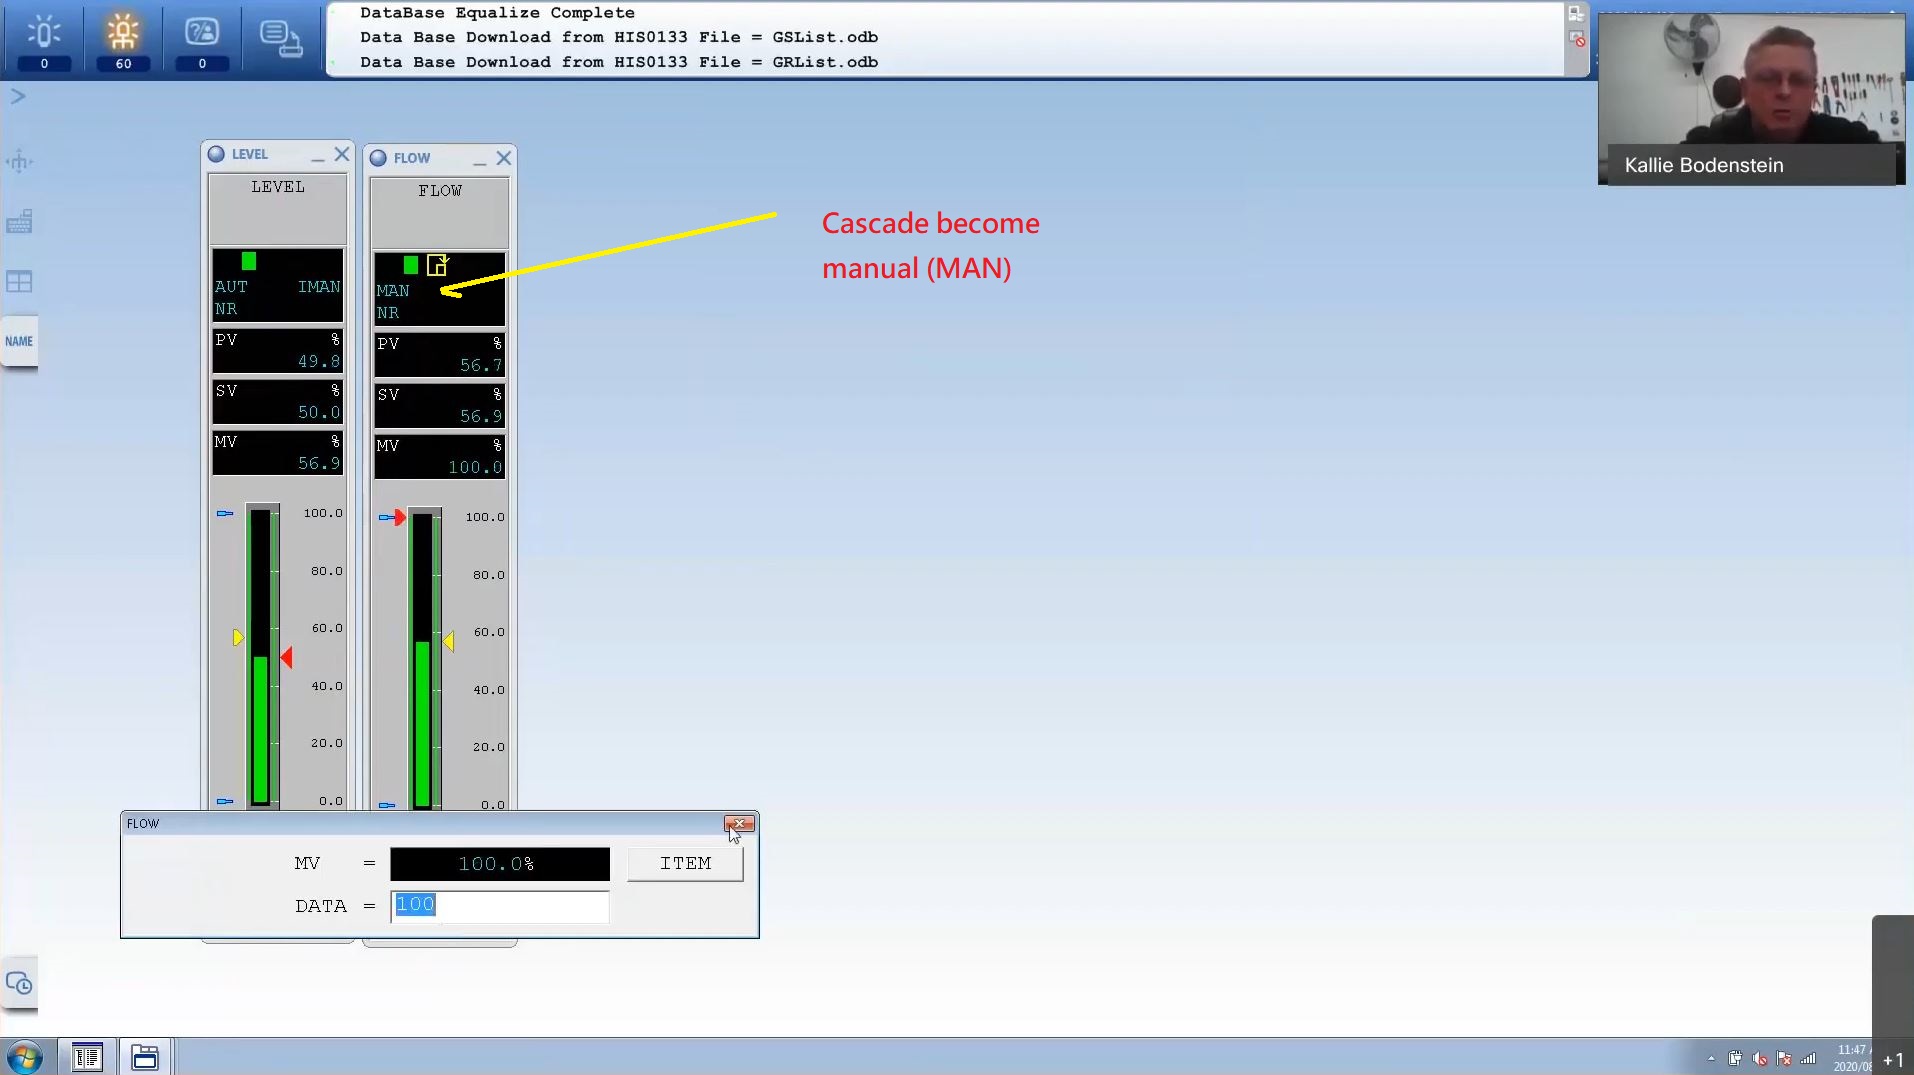 DataBase Equalize Complete
Data Base Download from HIS0133 File = GSList.odb
Data Base Download from HIS0133 File = GRList.odb
0
60
0
Kallie Bodenstein
NAME
LEVEL
LEVEL
AUT IMAN
NR
PV %
49.8
SV %
50.0
MV %
56.9
100.0
80.0
60.0
40.0
20.0
0.0
FLOW
FLOW
MAN
NR
PV %
56.7
SV %
56.9
MV %
100.0
100.0
80.0
60.0
40.0
20.0
0.0
Cascade become
manual (MAN)
FLOW
MV = 100.0% ITEM
DATA = 100
11:47
+1